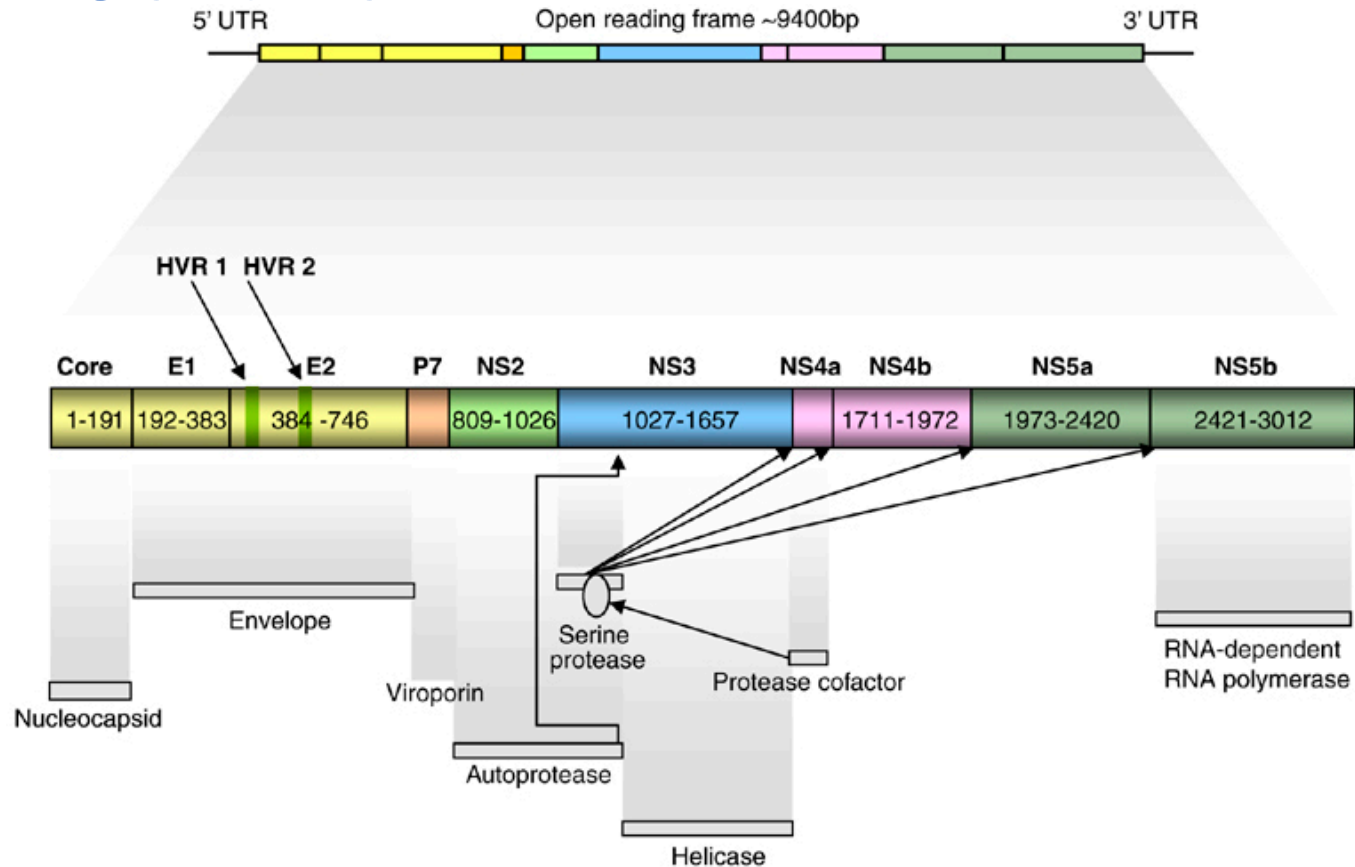 5' UTR
Open reading frame ~9400bp
3' UTR
HVR 1 HVR 2
Core E1 E2 P7 NS2 NS3 NS4a NS4b NS5a NS5b
1-191 192-383 384 -746 809-1026 1027-1657 1711-1972 1973-2420 2421-3012
Envelope
Serine
protease
Protease cofactor
RNA-dependent
RNA polymerase
Viroporin
Nucleocapsid
Autoprotease
Helicase